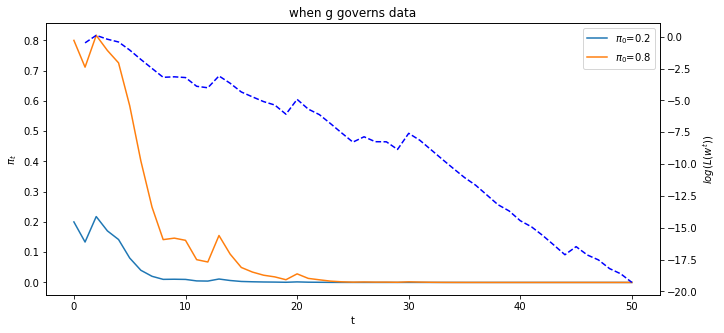 when g governs data
π₀=0.2
π₀=0.8
0.8
0.7
0.6
0.5
0.4
0.3
0.2
0.1
0.0
πₜ
0.0
−2.5
−5.0
−7.5
−10.0
−12.5
−15.0
−17.5
−20.0
log(L(wᵗ))
0 10 20 30 40 50
t